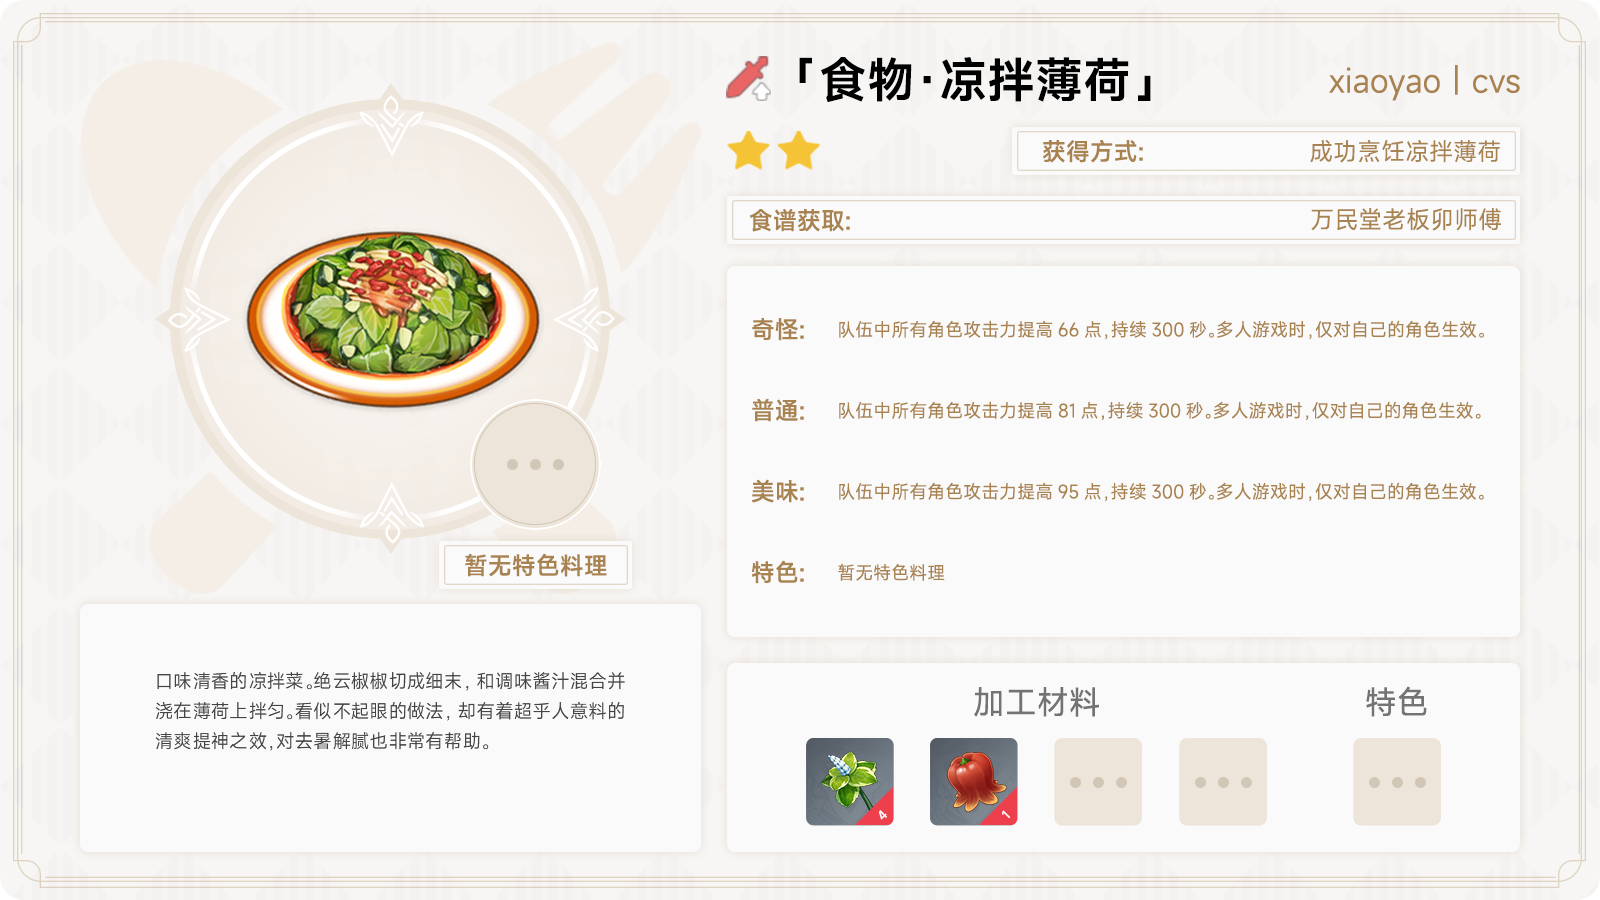 「食物·凉拌薄荷」
xiaoyao | cvs
获得方式:
成功烹饪凉拌薄荷
食谱获取:
万民堂老板卯师傅
奇怪:
队伍中所有角色攻击力提高 66 点,持续 300 秒。多人游戏时,仅对自己的角色生效。
普通:
队伍中所有角色攻击力提高 81 点,持续 300 秒。多人游戏时,仅对自己的角色生效。
美味:
队伍中所有角色攻击力提高 95 点,持续 300 秒。多人游戏时,仅对自己的角色生效。
特色:
暂无特色料理
暂无特色料理
口味清香的凉拌菜。绝云椒椒切成细末, 和调味酱汁混合并
浇在薄荷上拌匀。看似不起眼的做法, 却有着超乎人意料的
清爽提神之效,对去暑解腻也非常有帮助。
加工材料
特色
4
1